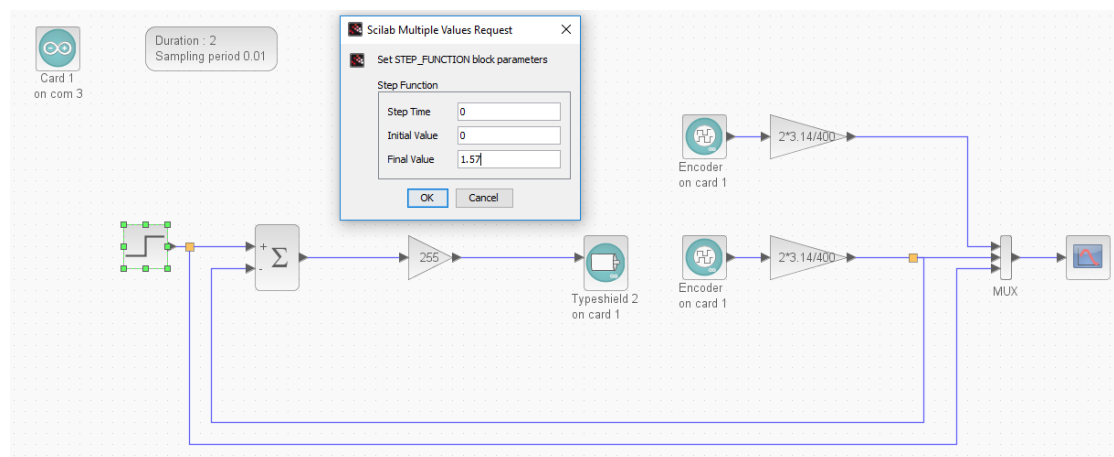 Card 1
on com 3
Duration : 2
Sampling period 0.01
Scilab Multiple Values Request
Set STEP_FUNCTION block parameters
Step Function
Step Time 0
Initial Value 0
Final Value 1.57
OK Cancel
Encoder
on card 1
2*3.14/400
+
-
Σ
255
Typeshield 2
on card 1
Encoder
on card 1
2*3.14/400
MUX